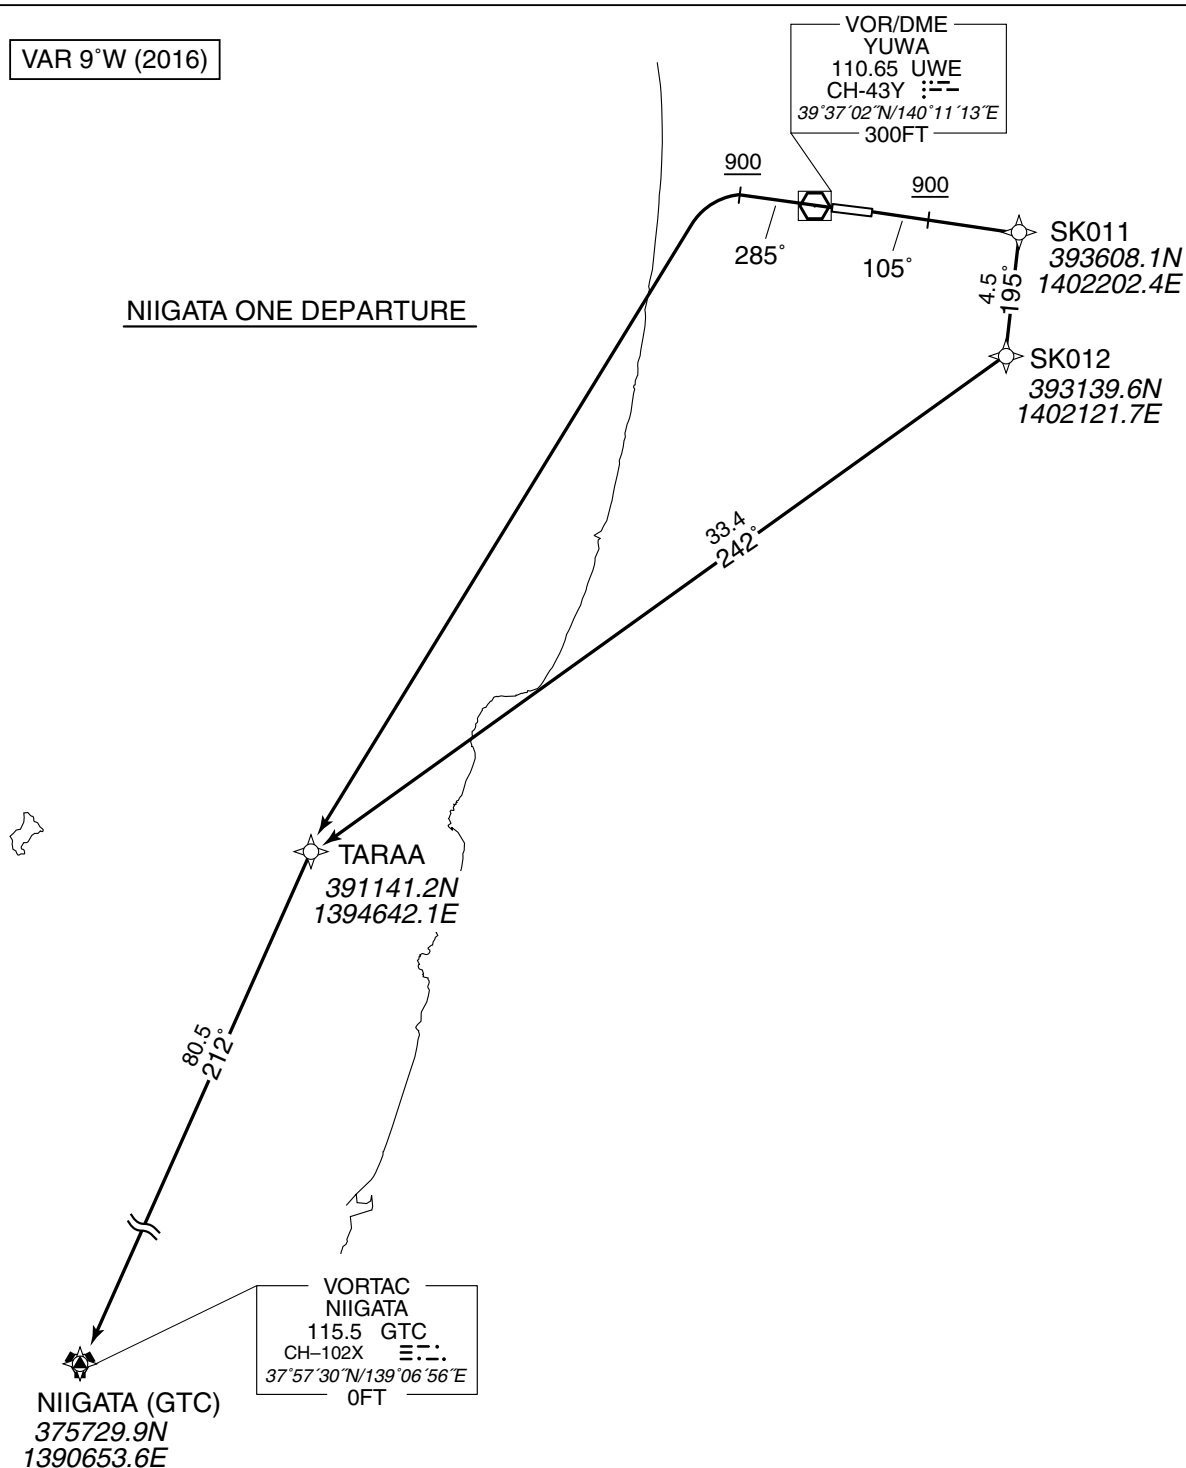 VAR 9˚W (2016)
VOR/DME
YUWA
110.65 UWE
CH-43Y
39˚37´02˝N/140˚11´13˝E
300FT
900
900
285˚
105˚
SK011
393608.1N
1402202.4E
4.5
195˚
NIIGATA ONE DEPARTURE
SK012
393139.6N
1402121.7E
33.4
242˚
TARAA
391141.2N
1394642.1E
80.5
212˚
VORTAC
NIIGATA
115.5 GTC
CH–102X
37˚57´30˝N/139˚06´56˝E
0FT
NIIGATA (GTC)
375729.9N
1390653.6E